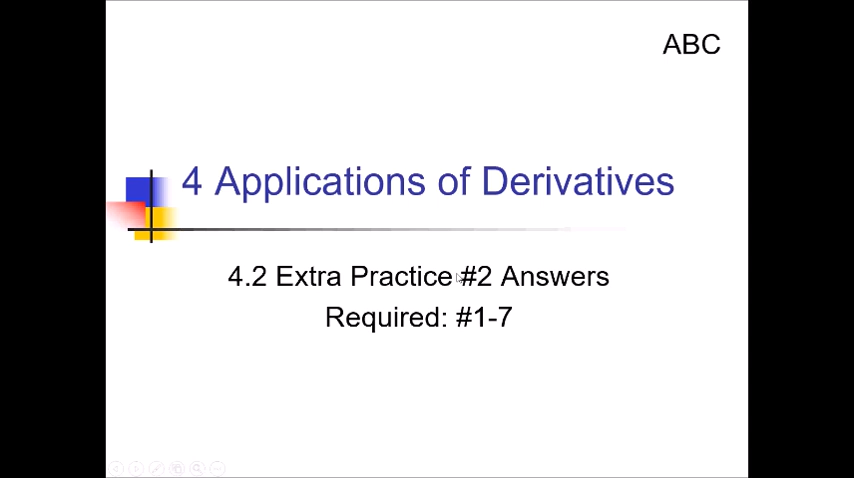 ABC
4 Applications of Derivatives
4.2 Extra Practice #2 Answers
Required: #1-7